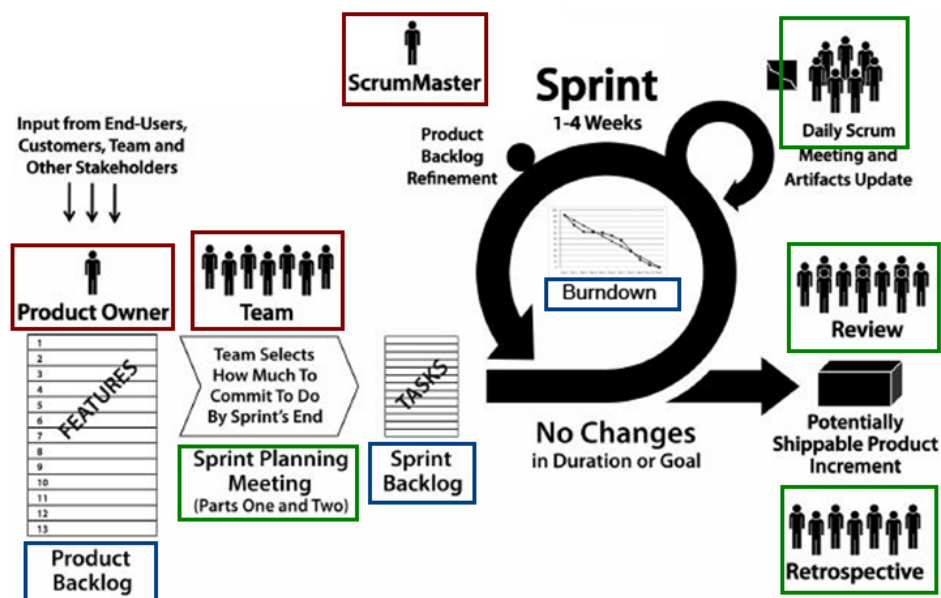 ScrumMaster
Sprint
1-4 Weeks
Input from End-Users,
Customers, Team and
Other Stakeholders
Product
Backlog
Refinement
Daily Scrum
Meeting and
Artifacts Update
Product Owner
Team
Burndown
Review
1
2
3
4
5
6
7
8
9
10
11
12
13
FEATURES
Team Selects
How Much To
Commit To Do
By Sprint's End
TASKS
Sprint Planning
Meeting
(Parts One and Two)
Sprint
Backlog
No Changes
in Duration or Goal
Potentially
Shippable Product
Increment
Product
Backlog
Retrospective